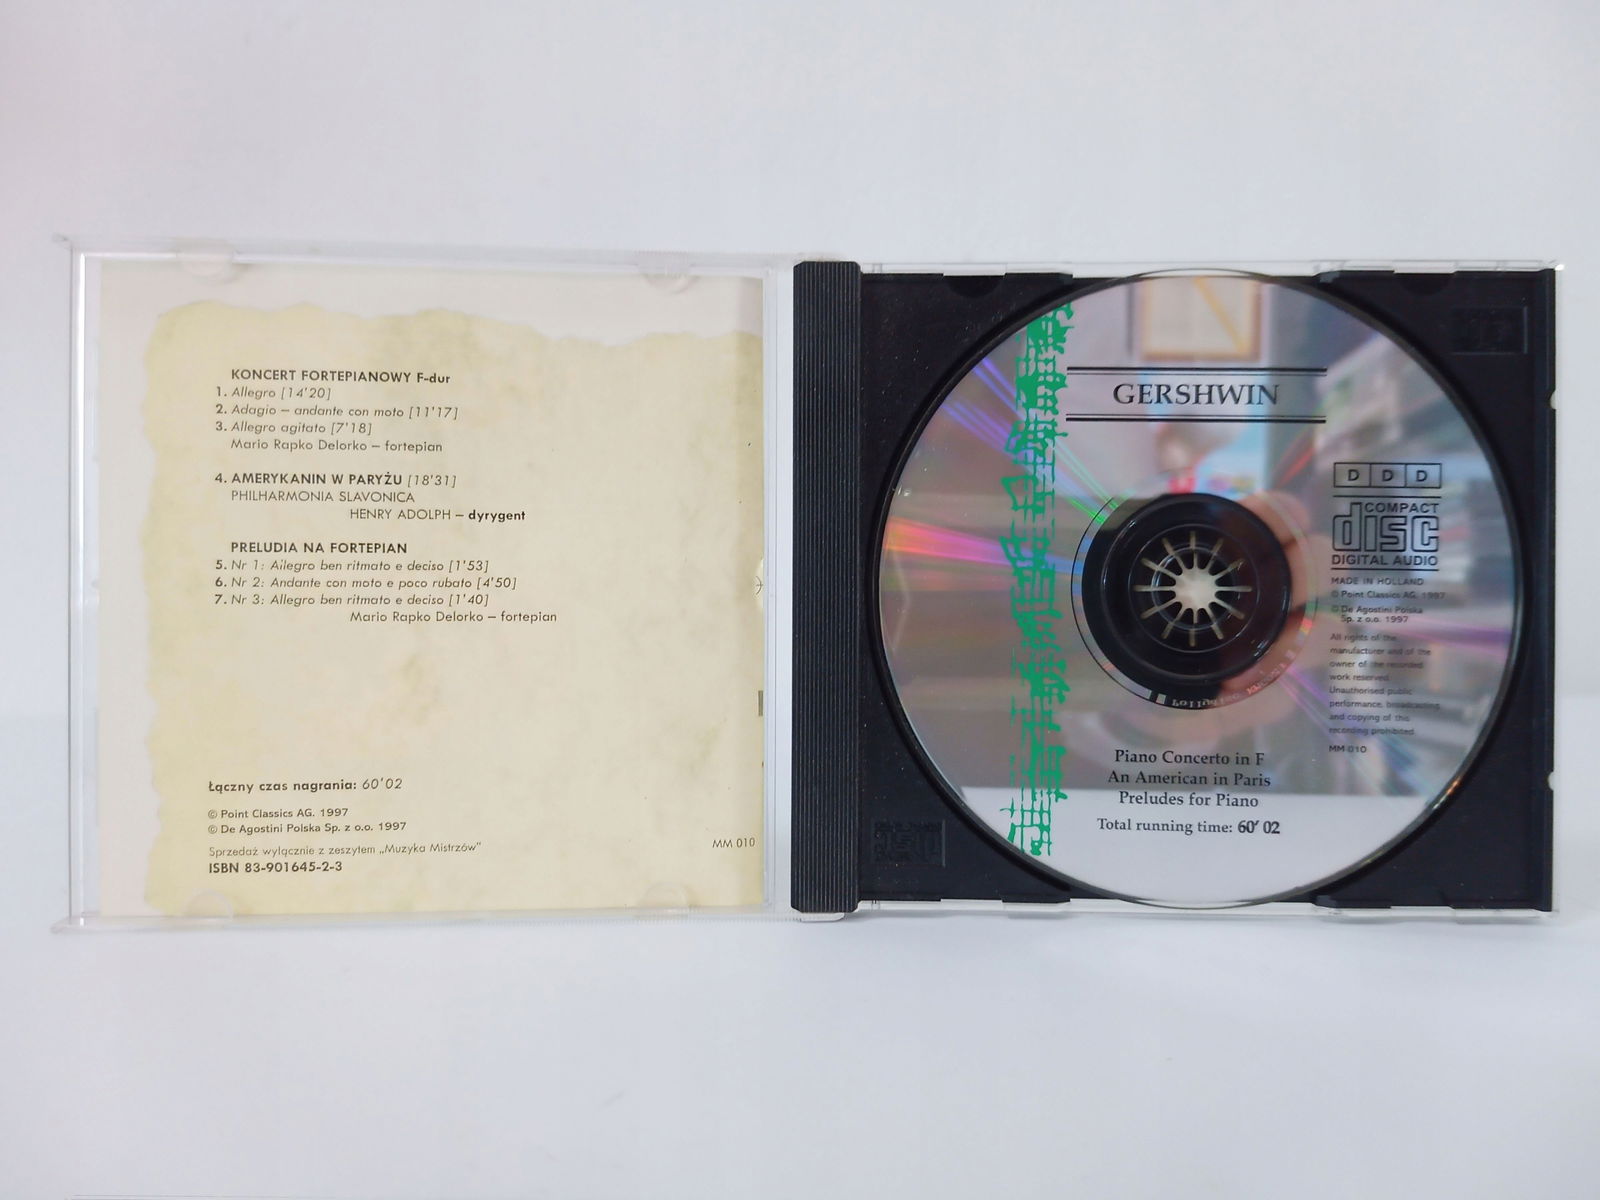 KONCERT FORTEPIANOWY F-dur
1. Allegro [14'20]
2. Adagio – andante con moto [11'17]
3. Allegro agitato [7'18]
Mario Rapko Delorko – fortepian
4. AMERYKANIN W PARYŻU [18'31]
PHILHARMONIA SLAVONICA
HENRY ADOLPH – dyrygent
PRELUDIA NA FORTEPIAN
5. Nr 1: Allegro ben ritmato e deciso [1'53]
6. Nr 2: Andante con moto e poco rubato [4'50]
7. Nr 3: Allegro ben ritmato e deciso [1'40]
Mario Rapko Delorko – fortepian
Łączny czas nagrania: 60'02
© Point Classics AG. 1997
© De Agostini Polska Sp. z o.o. 1997
Sprzedaż wyłącznie z zeszytem „Muzyka Mistrzów"
ISBN 83-901645-2-3
MM 010
GERSHWIN
DDD
COMPACT
disc
DIGITAL AUDIO
MADE IN HOLLAND
© Point Classics AG. 1997
© De Agostini Polska
Sp. z o.o. 1997
All rights of the
manufacturer and of the
owner of the recorded
work reserved.
Unauthorised public
performance, broadcasting
and copying of this
recording prohibited.
MM 010
Piano Concerto in F
An American in Paris
Preludes for Piano
Total running time: 60' 02